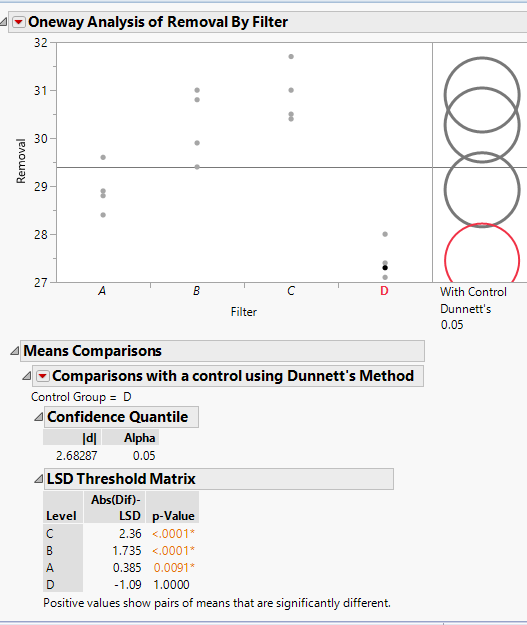 Oneway Analysis of Removal By Filter
32
31
30
29
28
27
Removal
A B C D
Filter
With Control
Dunnett's
0.05
Means Comparisons
Comparisons with a control using Dunnett's Method
Control Group = D
Confidence Quantile
|d| Alpha
2.68287 0.05
LSD Threshold Matrix
Abs(Dif)-
Level LSD p-Value
C 2.36 <.0001*
B 1.735 <.0001*
A 0.385 0.0091*
D -1.09 1.0000
Positive values show pairs of means that are significantly different.